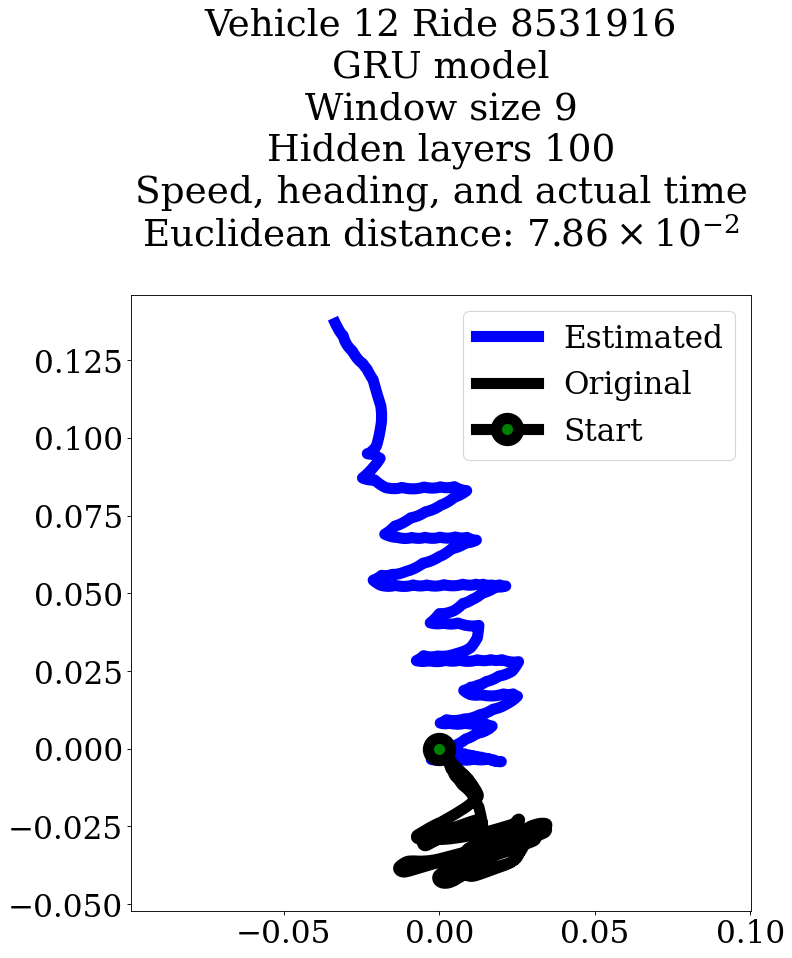 Vehicle 12 Ride 8531916
GRU model
Window size 9
Hidden layers 100
Speed, heading, and actual time
Euclidean distance: 7.86 × 10⁻²
Estimated
Original
Start
0.125
0.100
0.075
0.050
0.025
0.000
−0.025
−0.050
−0.05 0.00 0.05 0.10